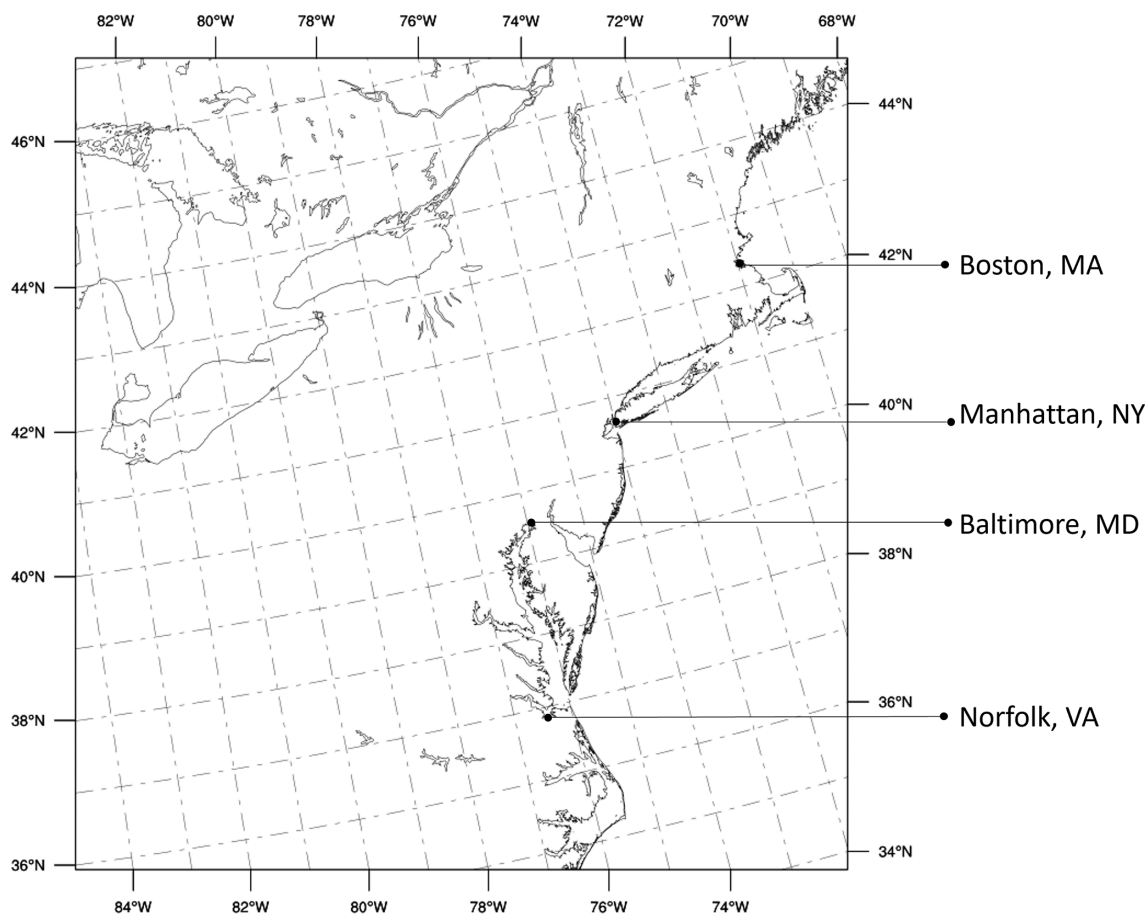 82°W 80°W 78°W 76°W 74°W 72°W 70°W 68°W
44°N
46°N
42°N
Boston, MA
44°N
40°N
Manhattan, NY
42°N
Baltimore, MD
38°N
40°N
36°N
Norfolk, VA
38°N
34°N
36°N
84°W 82°W 80°W 78°W 76°W 74°W